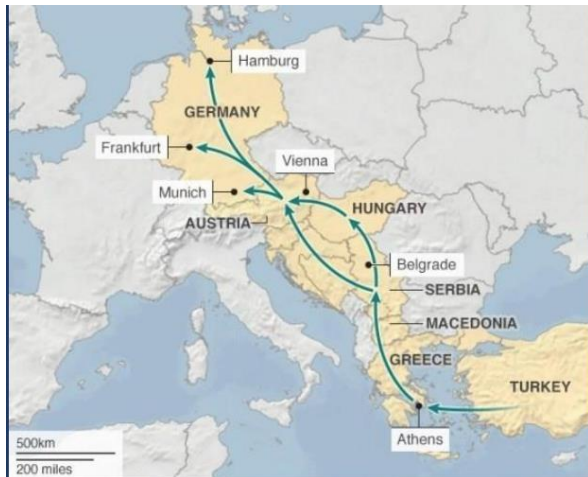 Hamburg
GERMANY
Frankfurt
Vienna
Munich
HUNGARY
AUSTRIA
Belgrade
SERBIA
MACEDONIA
GREECE
TURKEY
Athens
500km
200 miles